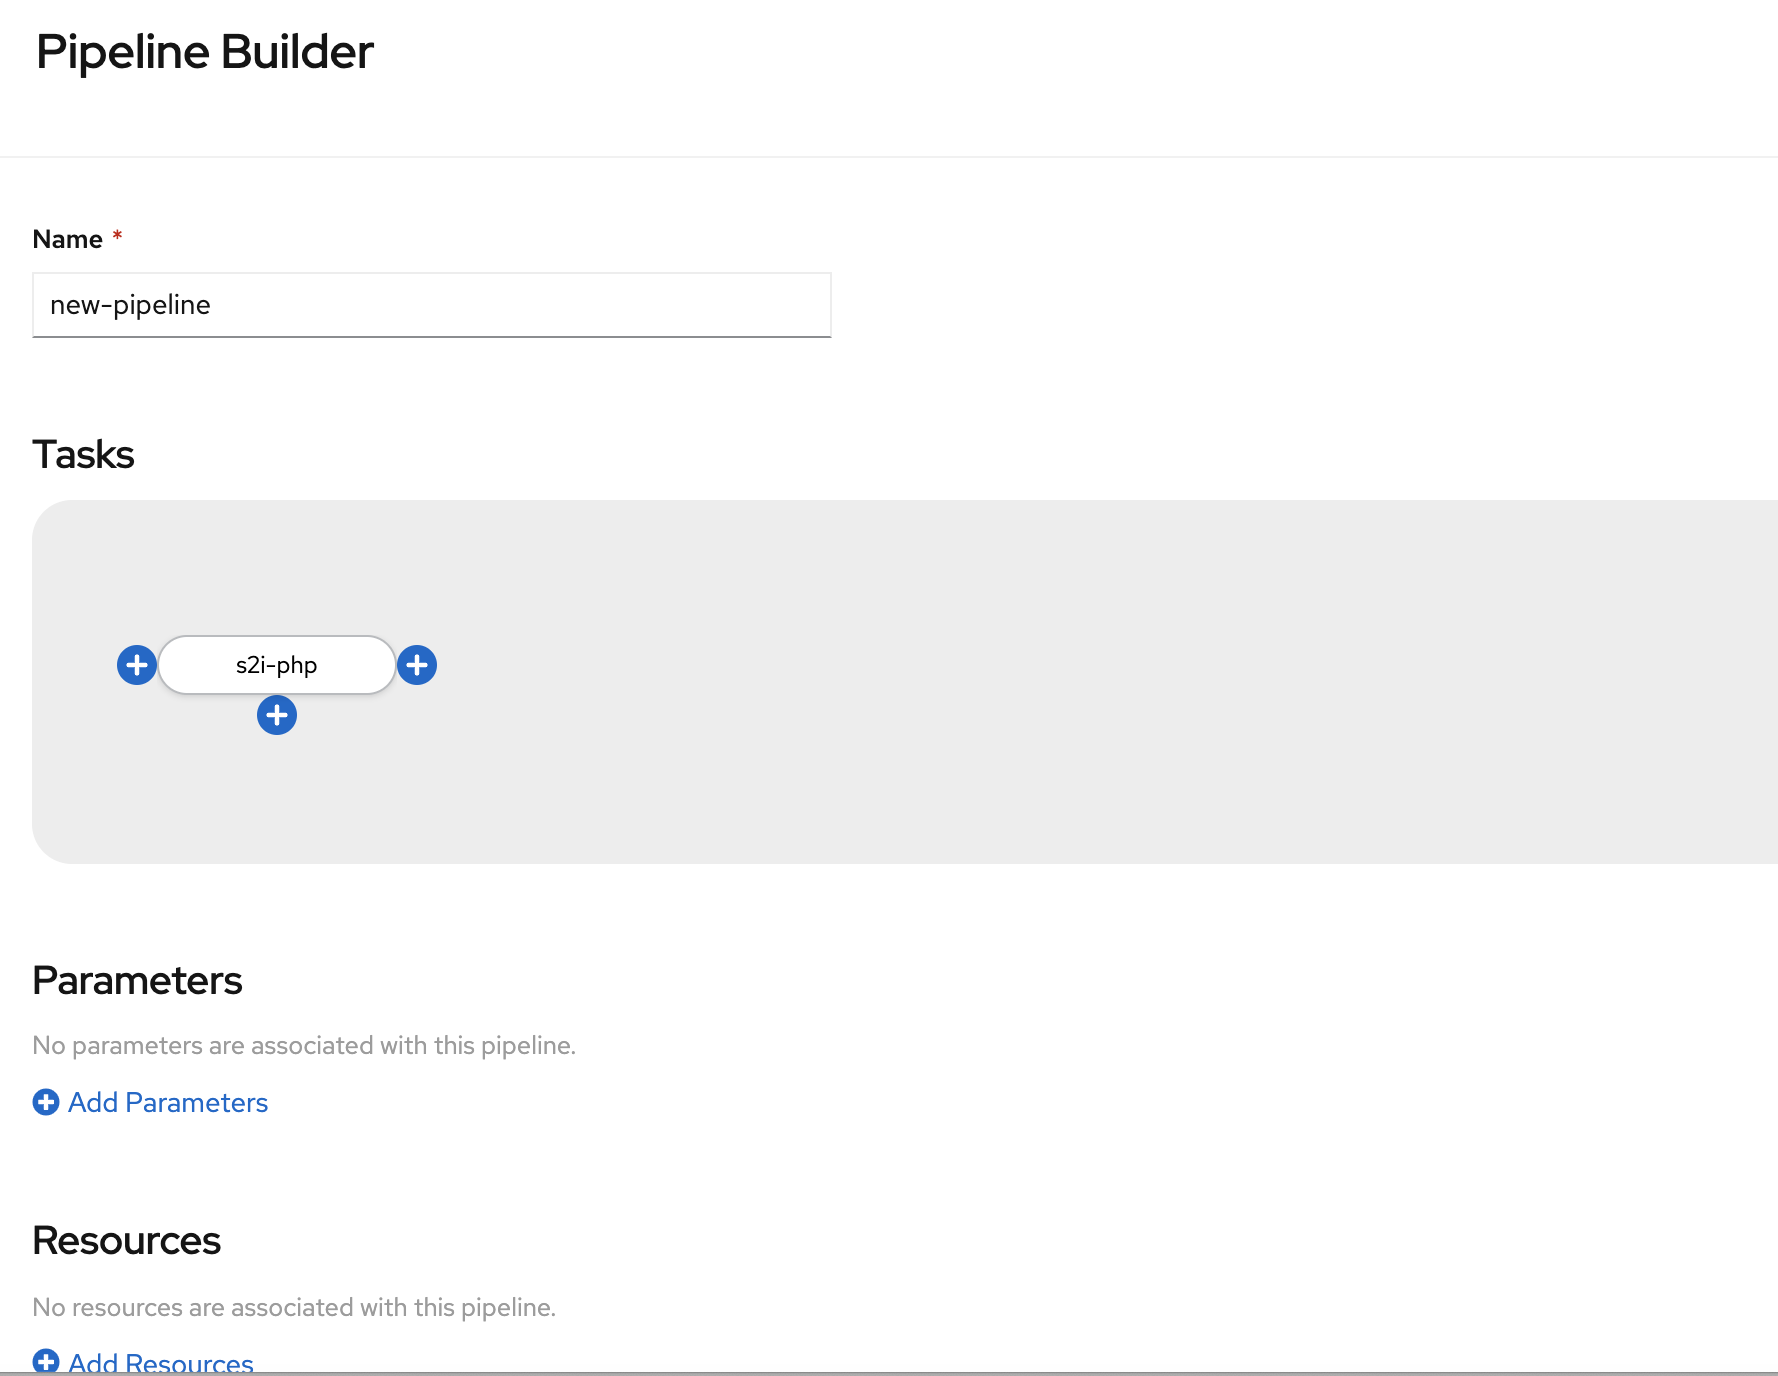 Pipeline Builder
Name *
new-pipeline
Tasks
s2i-php
Parameters
No parameters are associated with this pipeline.
Add Parameters
Resources
No resources are associated with this pipeline.
Add Resources